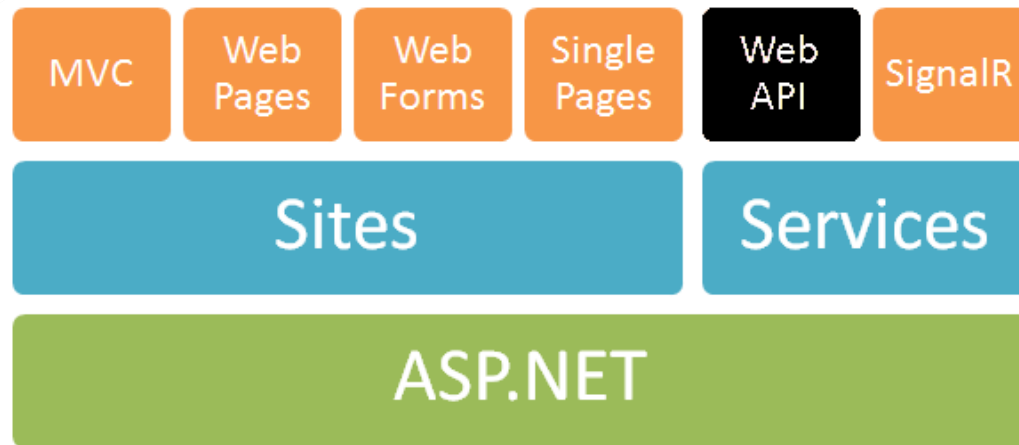 MVC
Web
Pages
Web
Forms
Single
Pages
Web
API
SignalR
Sites
Services
ASP.NET